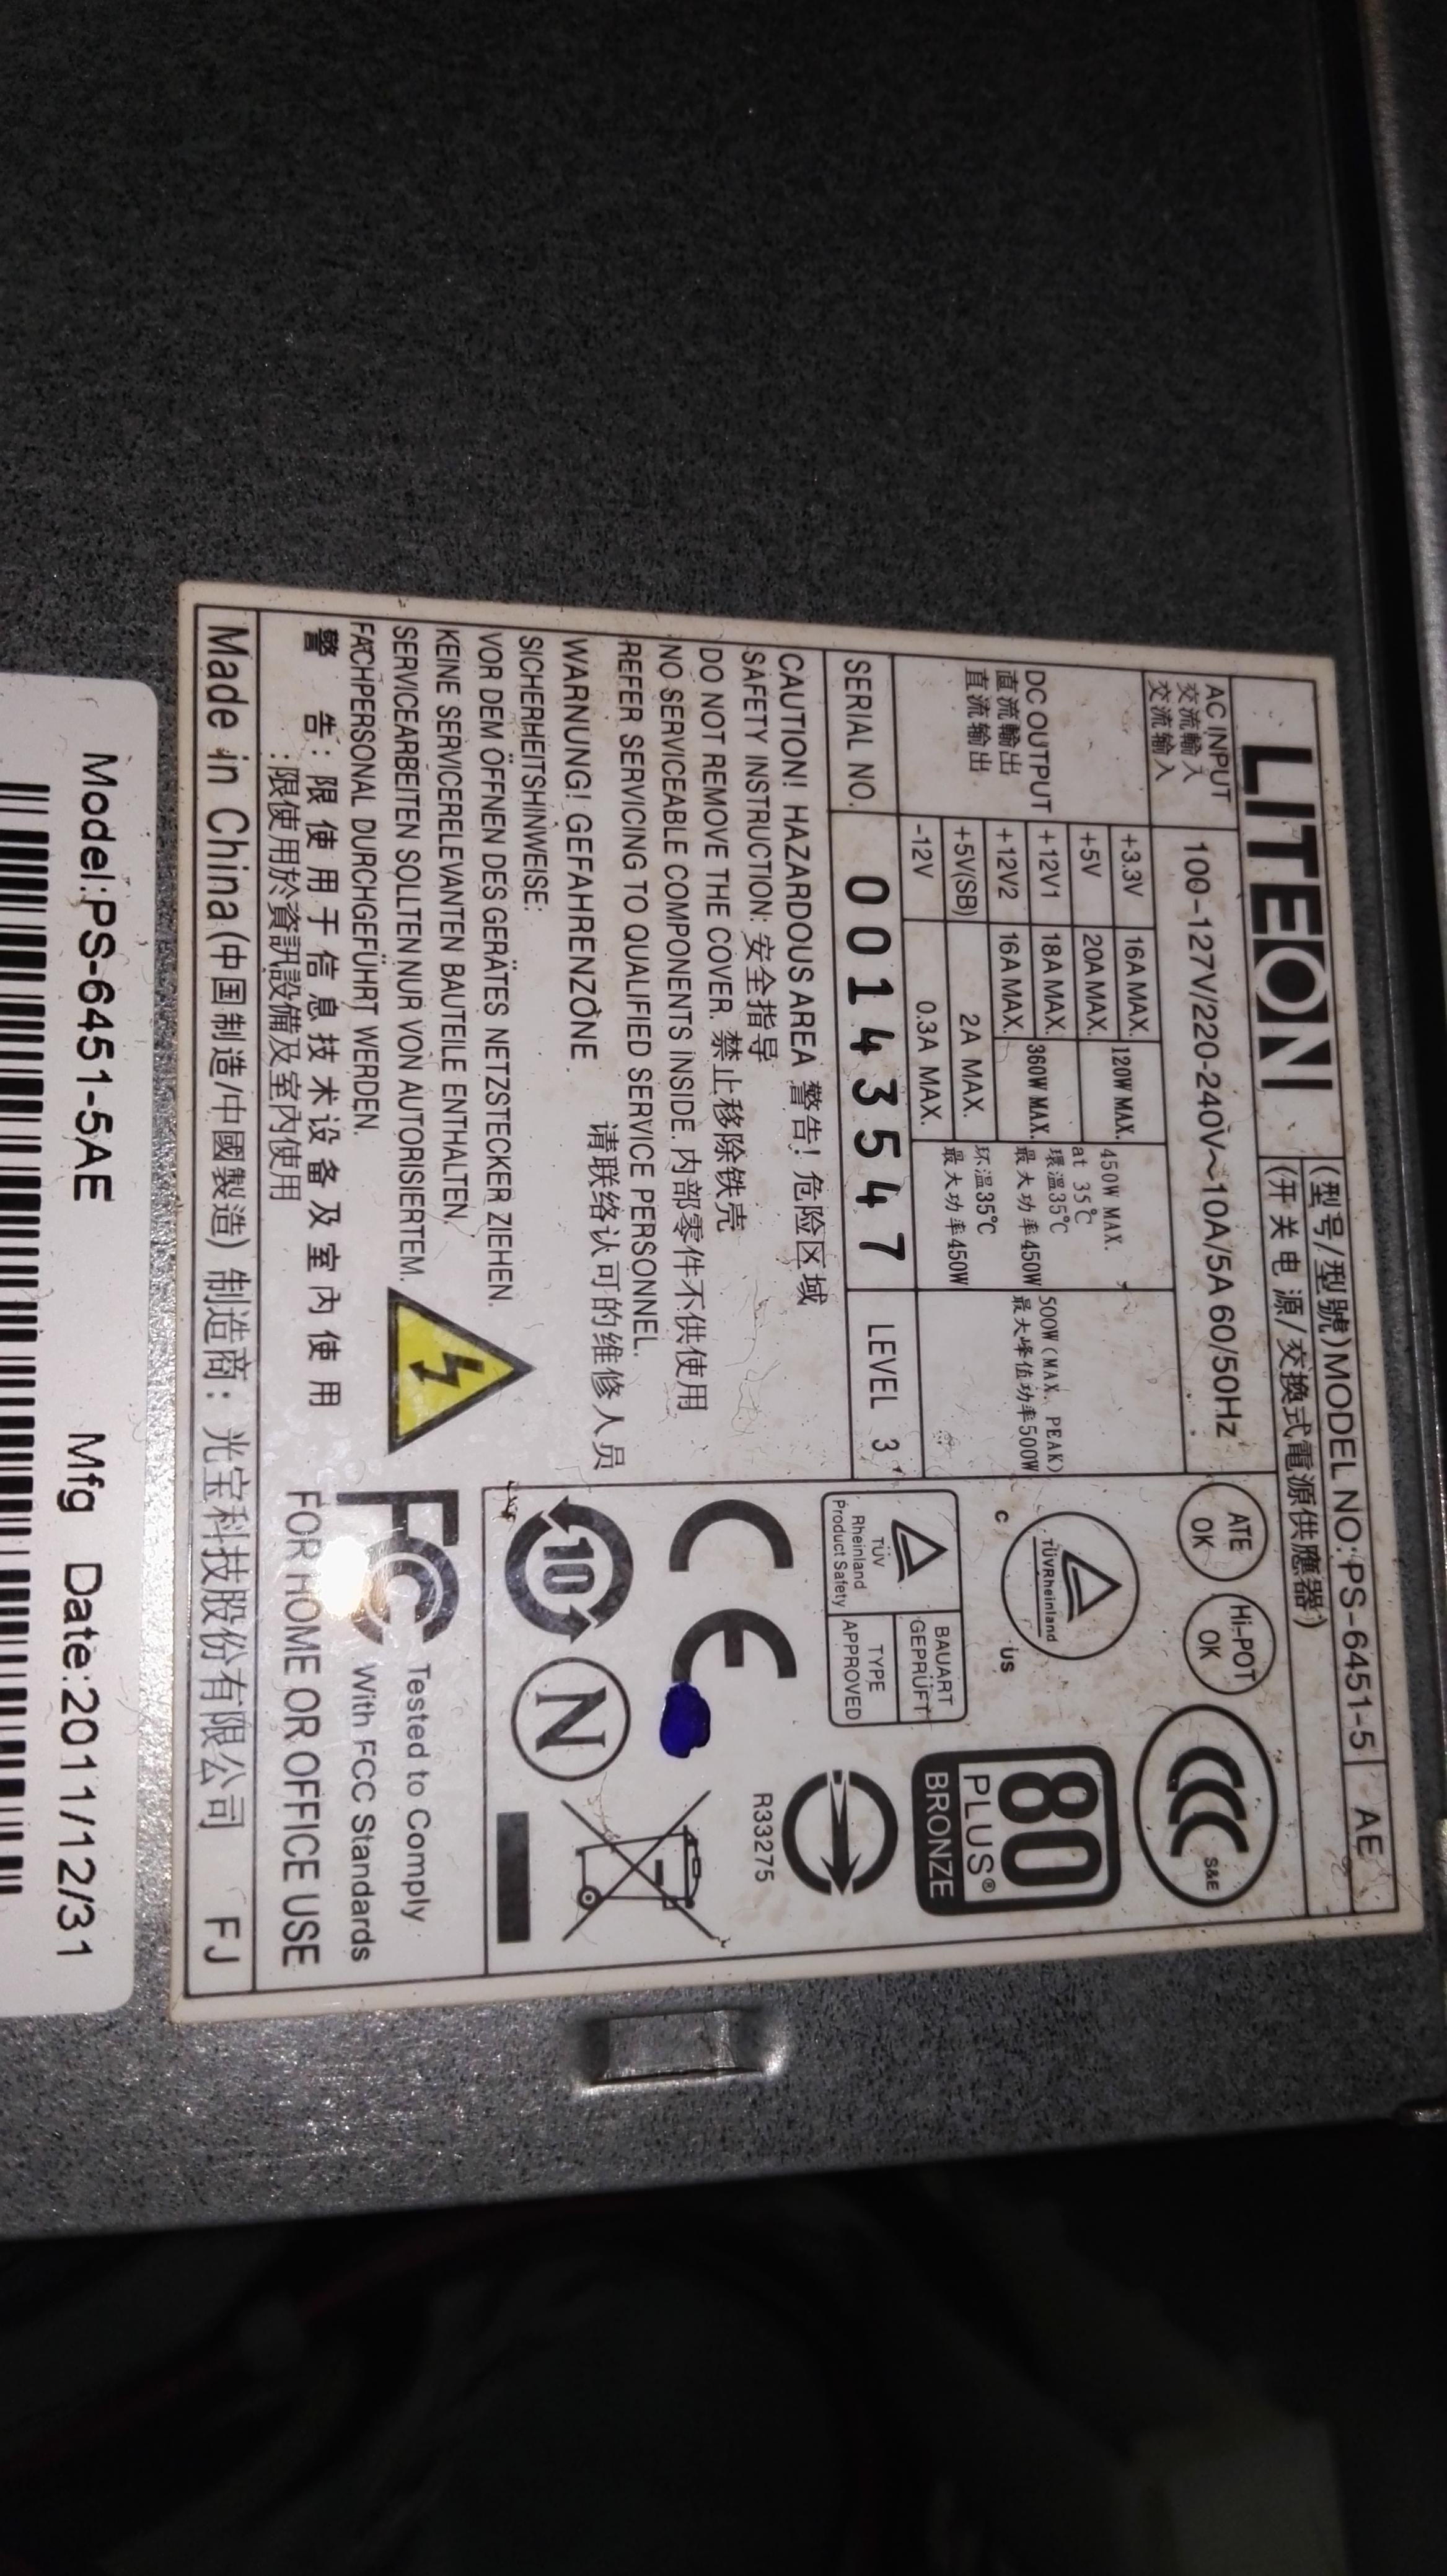 LITEON
(型号/型號)MODEL NO:PS-6451-5 AE
(开关电源/交換式電源供應器)
AC INPUT
交流輸入
交流输入
100-127V/220-240V~10A/5A 60/50Hz
DC OUTPUT
直流輸出
直流输出
+3.3V 16A MAX.
+5V 20A MAX.
120W MAX.
+12V1 18A MAX.
+12V2 16A MAX.
360W MAX.
+5V(SB) 2A MAX.
-12V 0.3A MAX.
450W MAX.
at 35℃
環溫35℃
最大功率450W
环温35℃
最大功率450W
500W(MAX. PEAK)
最大峰值功率500W
SERIAL NO. 0014353547 LEVEL 3
ATE
OK
Hi-POT
OK
S&E
TÜVRheinland
C US
80
PLUS®
BRONZE
TÜV
Rheinland
Product Safety
BAUART
GEPRÜFT
TYPE
APPROVED
R33275
CE
10
N
CAUTION! HAZARDOUS AREA 警告! 危险区域
SAFETY INSTRUCTION: 安全指导
DO NOT REMOVE THE COVER. 禁止移除铁壳
NO SERVICEABLE COMPONENTS INSIDE. 内部零件不供使用
REFER SERVICING TO QUALIFIED SERVICE PERSONNEL.
请联络认可的维修人员
WARNUNG! GEFAHRENZONE
SICHERHEITSHINWEISE:
VOR DEM ÖFFNEN DES GERÄTES NETZSTECKER ZIEHEN.
KEINE SERVICERELEVANTEN BAUTEILE ENTHALTEN.
SERVICEARBEITEN SOLLTEN NUR VON AUTORISIERTEM.
FACHPERSONAL DURCHGEFÜHRT WERDEN.
警 告: 限使用于信息技术设备及室内使用
:限使用於資訊設備及室內使用
FC Tested to Comply
With FCC Standards
FOR HOME OR OFFICE USE
Made in China(中国制造/中國製造) 制造商: 光宝科技股份有限公司 FJ
Model:PS-6451-5AE Mfg Date:2011/12/31